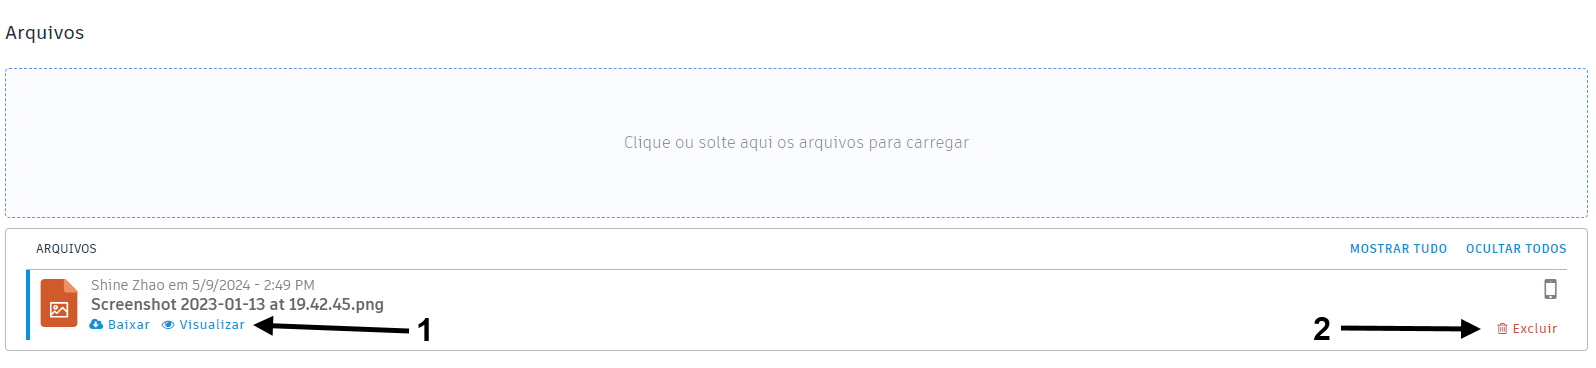 Arquivos
Clique ou solte aqui os arquivos para carregar
ARQUIVOS MOSTRAR TUDO OCULTAR TODOS
Shine Zhao em 5/9/2024 - 2:49 PM
Screenshot 2023-01-13 at 19.42.45.png
Baixar Visualizar 1 2 Excluir